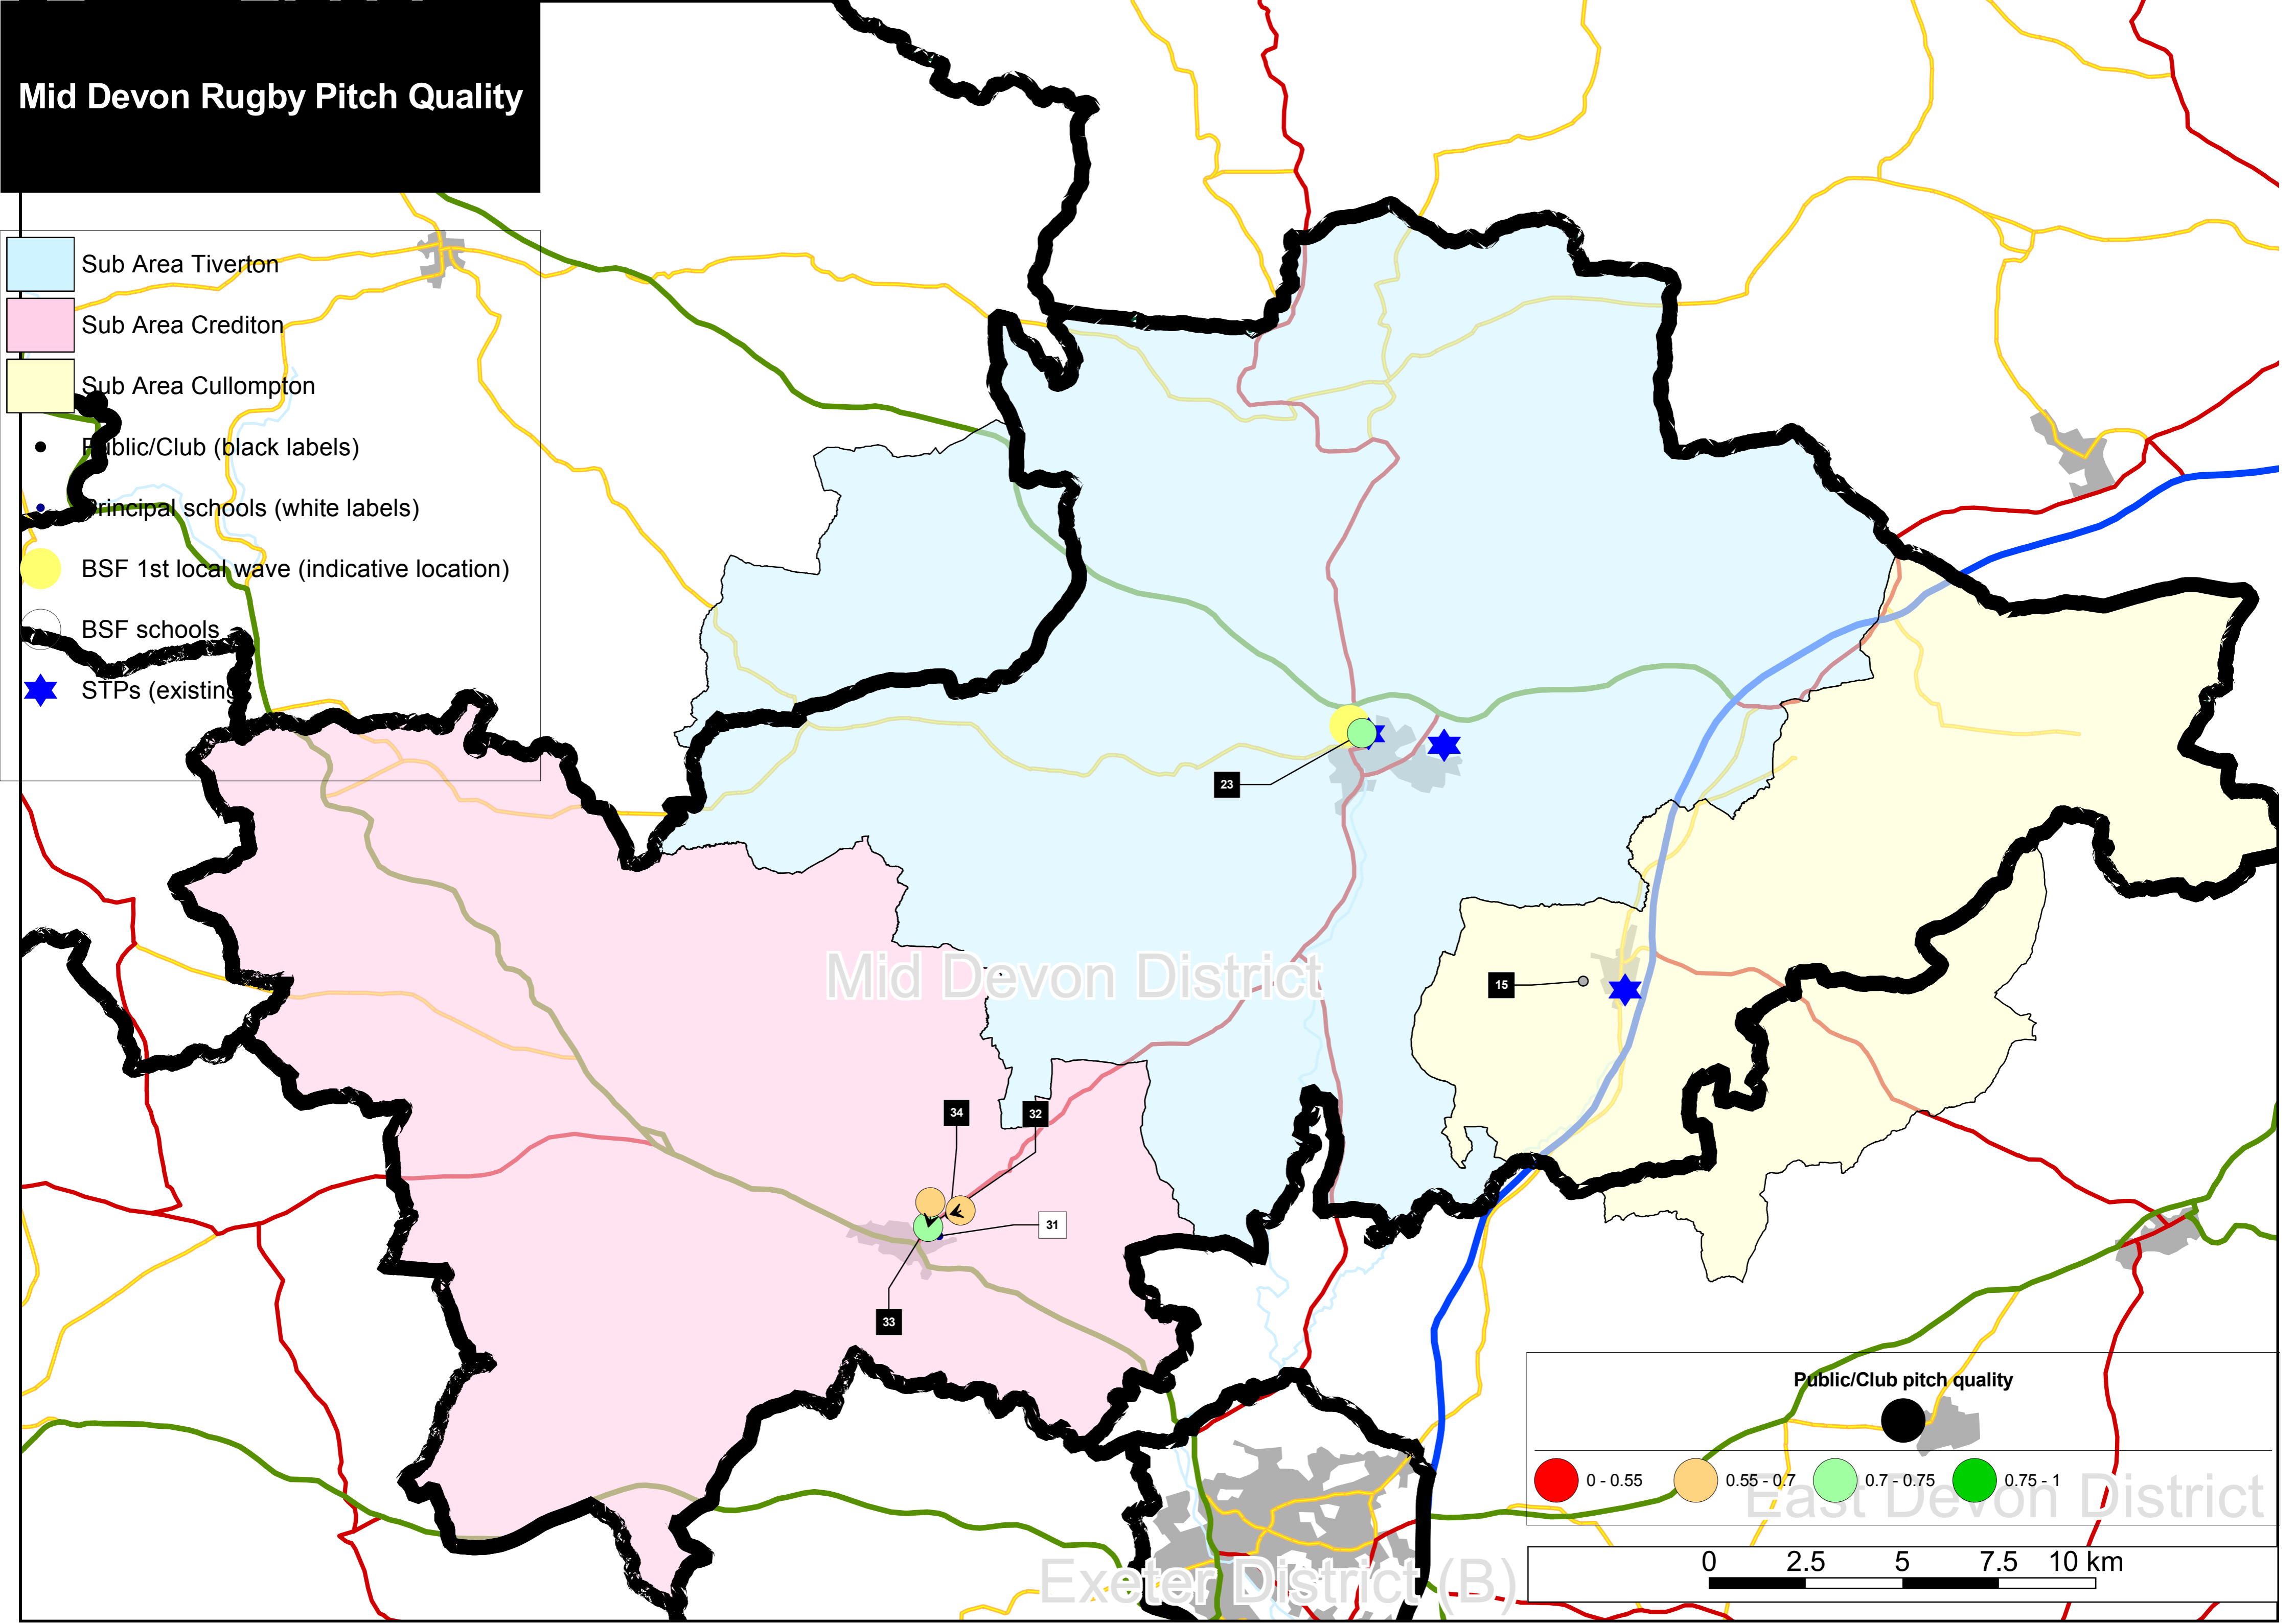 Mid Devon Rugby Pitch Quality
Sub Area Tiverton
Sub Area Crediton
Sub Area Cullompton
Public/Club (black labels)
Principal schools (white labels)
BSF 1st local wave (indicative location)
BSF schools
STPs (existing
23
Mid Devon District
15
34
32
31
33
Public/Club pitch quality
0 - 0.55
0.55 - 0.7
0.7 - 0.75
0.75 - 1
East Devon District
0 2.5 5 7.5 10 km
Exeter District (B)